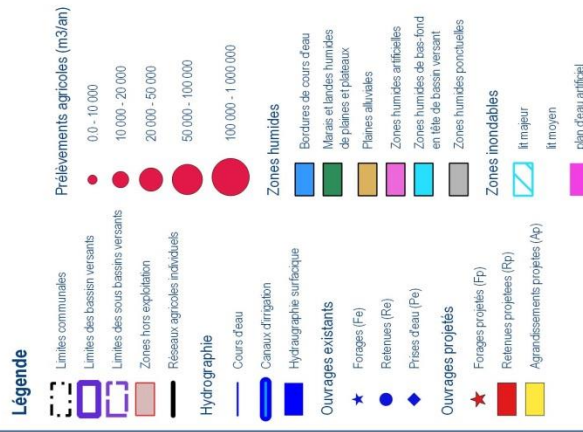 Légende
Limites communales
Limites des bassisn versants
Limites des sous bassins versants
Zones hors exploitation
Réseaux agricoles individuels
Hydrographie
Cours d'eau
Canaux d'irrigation
Hydraugraphie surfacique
Ouvrages existants
Forages (Fe)
Retenues (Re)
Prises d'eau (Pe)
Ouvrages projetés
Forages projetés (Fp)
Retenues projetees (Rp)
Agrandissements projetes (Ap)
Prélèvements agricoles (m3/an)
0.0 - 10 000
10 000 - 20 000
20 000 - 50 000
50 000 - 100 000
100 000 - 1 000 000
Zones humides
Bordures de cours d'eau
Marais et landes humides
de plaines et plateaux
Plaines alluviales
Zones humides artificielles
Zones humides de bas-fond
en tête de bassin versant
Zones humides ponctuelles
Zones inondables
lit majeur
lit moyen
plan d'eau artificiel